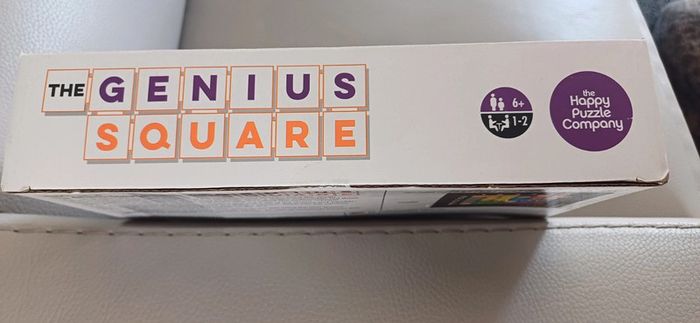 THE GENIUS
SQUARE
6+
1-2
the
Happy
Puzzle
Company